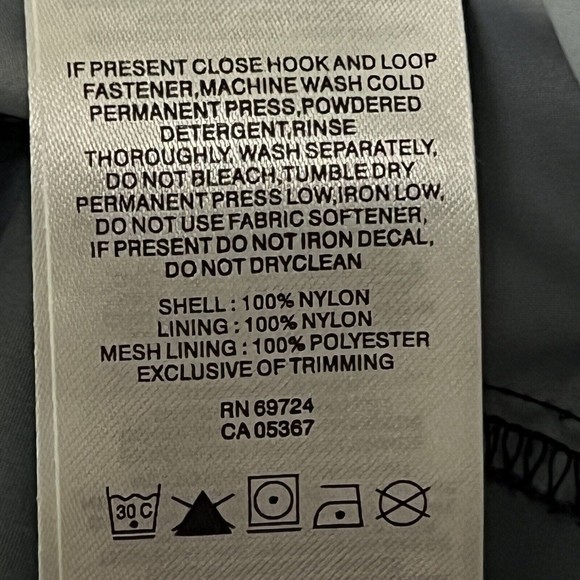 IF PRESENT CLOSE HOOK AND LOOP
FASTENER,MACHINE WASH COLD
PERMANENT PRESS,POWDERED
DETERGENT,RINSE
THOROUGHLY, WASH SEPARATELY,
DO NOT BLEACH,TUMBLE DRY
PERMANENT PRESS LOW,IRON LOW,
DO NOT USE FABRIC SOFTENER,
IF PRESENT DO NOT IRON DECAL,
DO NOT DRYCLEAN
SHELL : 100% NYLON
LINING : 100% NYLON
MESH LINING : 100% POLYESTER
EXCLUSIVE OF TRIMMING
RN 69724
CA 05367
30 C